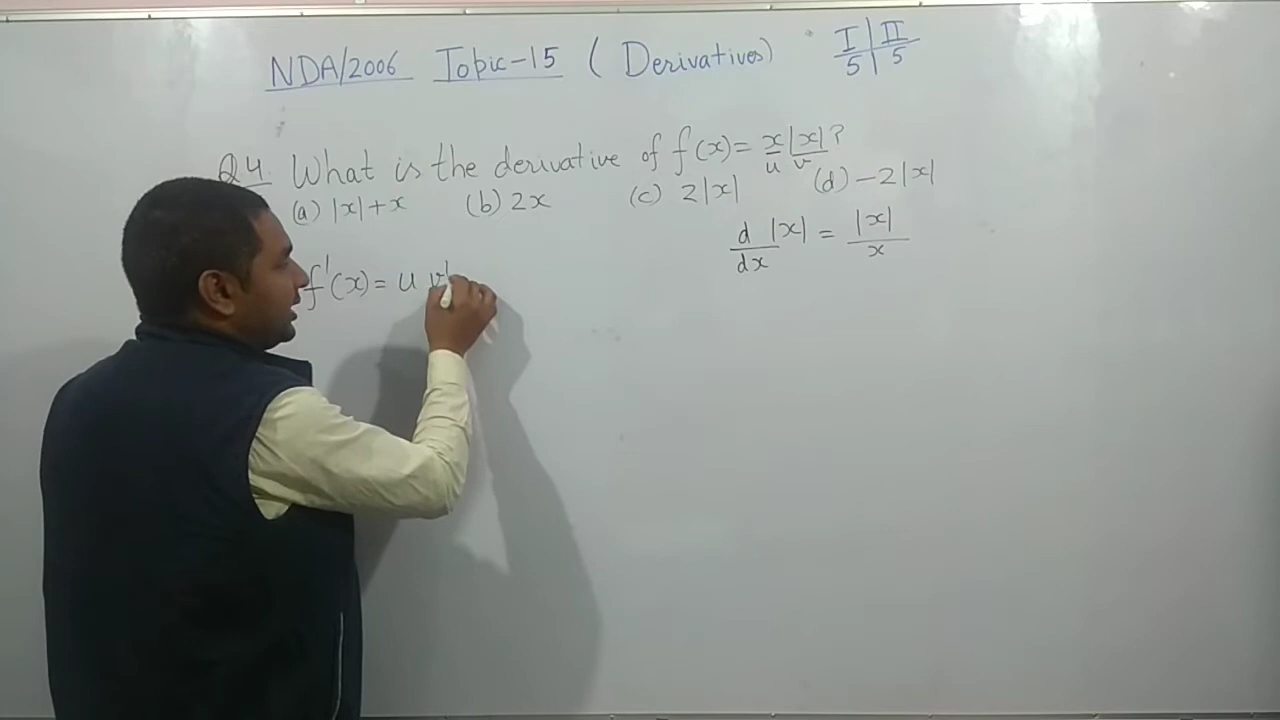 NDA/2006 Topic-15 (Derivatives) I | II
5 | 5
Q4. What is the derivative of f(x)= x|x|?
u v
(a) |x|+x (b) 2x (c) 2|x| (d) -2|x|
d/dx |x| = |x|/x
f'(x)= u v'